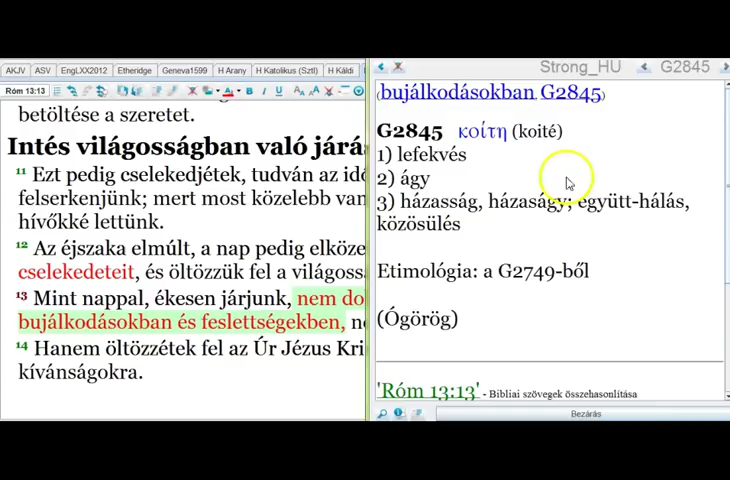 AKJV ASV EngLXX2012 Etheridge Geneva1599 H Arany H Katolikus (Sztl) H Káldi
Róm 13:13
betöltése a szeretet.
Intés világosságban való járás
11 Ezt pedig cselekedjétek, tudván az idő
felserkenjünk; mert most közelebb van
hívőkké lettünk.
12 Az éjszaka elmúlt, a nap pedig elköze
cselekedeteit, és öltözzük fel a világossá
13 Mint nappal, ékesen járjunk, nem do
bujálkodásokban és feslettségekben, n
14 Hanem öltözzétek fel az Úr Jézus Kri
kívánságokra.
Strong_HU G2845
(bujálkodásokban G2845)
G2845 κοίτη (koité)
1) lefekvés
2) ágy
3) házasság, házaságy; együtt-hálás,
közösülés
Etimológia: a G2749-ből
(Ógörög)
'Róm 13:13' - Bibliai szövegek összehasonlítása
Bezárás